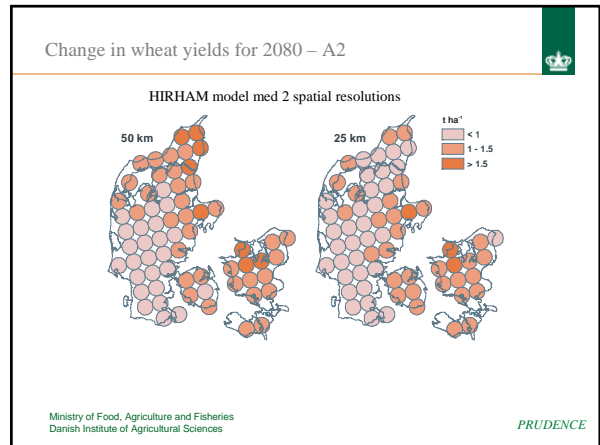 Change in wheat yields for 2080 – A2
HIRHAM model med 2 spatial resolutions
50 km
25 km
t ha⁻¹
< 1
1 - 1.5
> 1.5
Ministry of Food, Agriculture and Fisheries
Danish Institute of Agricultural Sciences
PRUDENCE